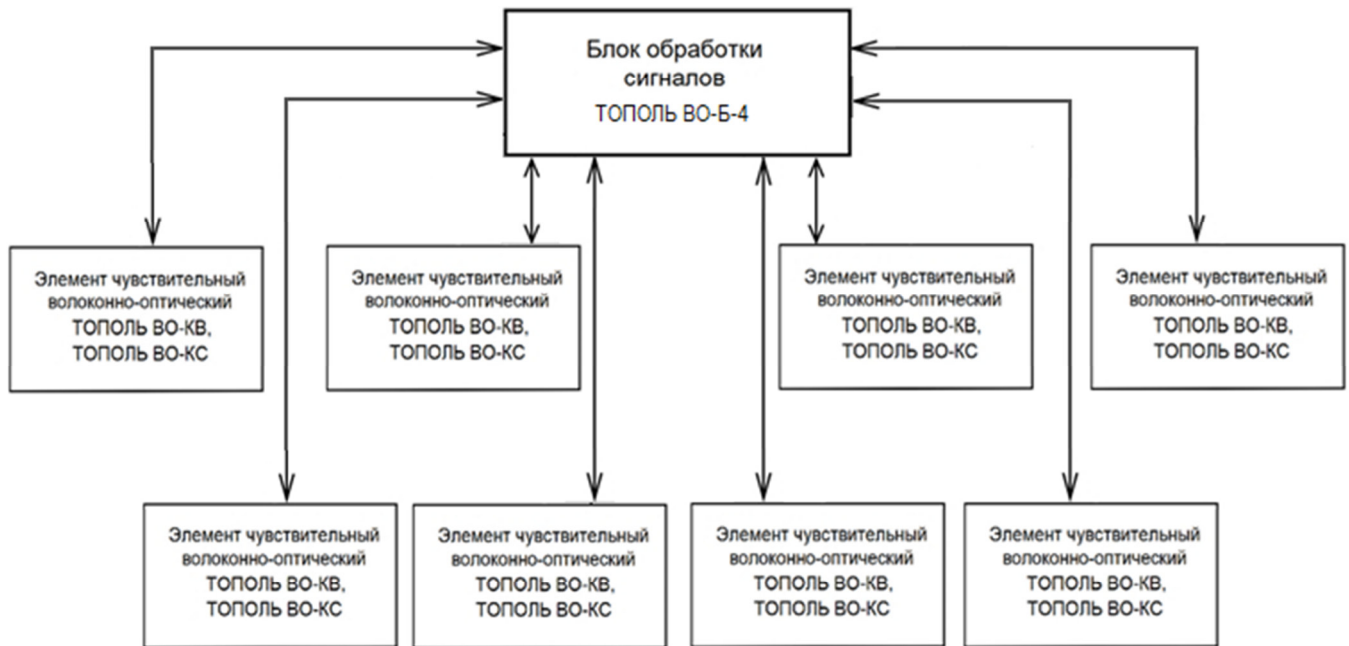 Блок обработки
сигналов
ТОПОЛЬ ВО-Б-4
Элемент чувствительный
волоконно-оптический
ТОПОЛЬ ВО-КВ,
ТОПОЛЬ ВО-КС
Элемент чувствительный
волоконно-оптический
ТОПОЛЬ ВО-КВ,
ТОПОЛЬ ВО-КС
Элемент чувствительный
волоконно-оптический
ТОПОЛЬ ВО-КВ,
ТОПОЛЬ ВО-КС
Элемент чувствительный
волоконно-оптический
ТОПОЛЬ ВО-КВ,
ТОПОЛЬ ВО-КС
Элемент чувствительный
волоконно-оптический
ТОПОЛЬ ВО-КВ,
ТОПОЛЬ ВО-КС
Элемент чувствительный
волоконно-оптический
ТОПОЛЬ ВО-КВ,
ТОПОЛЬ ВО-КС
Элемент чувствительный
волоконно-оптический
ТОПОЛЬ ВО-КВ,
ТОПОЛЬ ВО-КС
Элемент чувствительный
волоконно-оптический
ТОПОЛЬ ВО-КВ,
ТОПОЛЬ ВО-КС